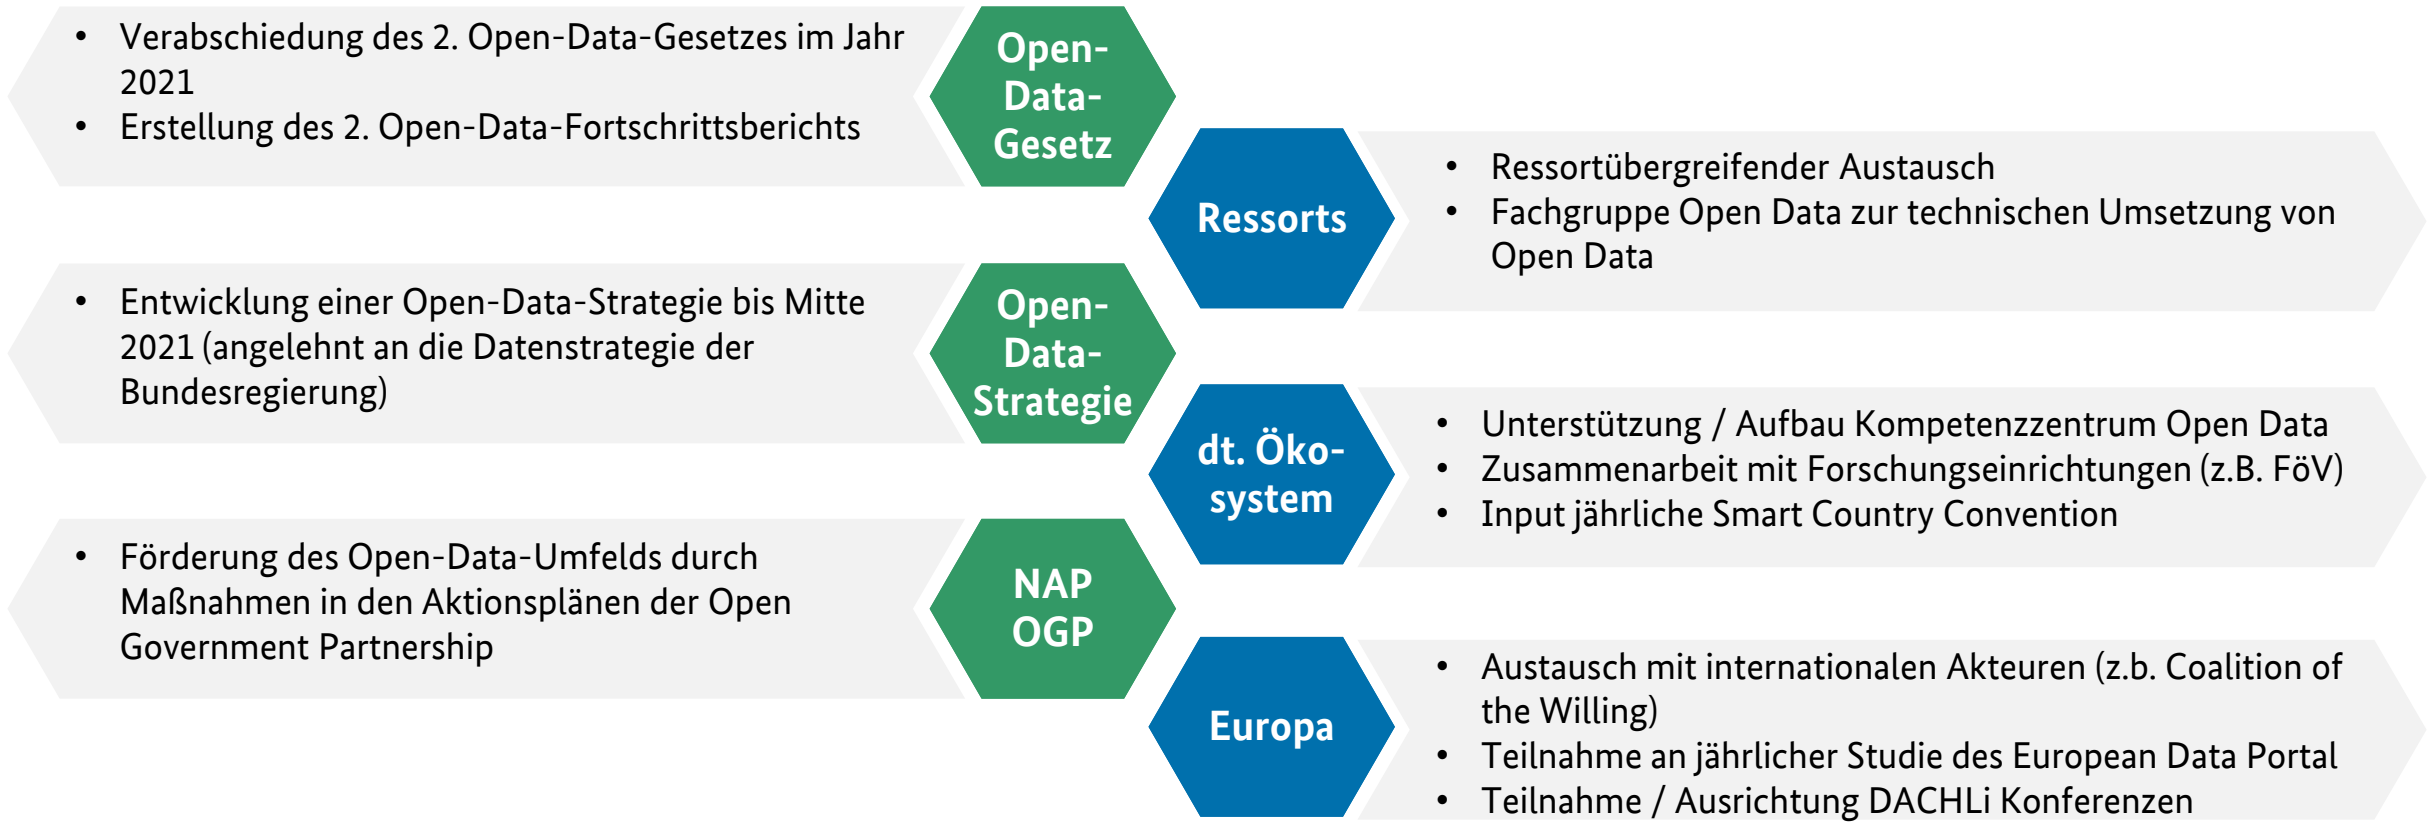 • Verabschiedung des 2. Open-Data-Gesetzes im Jahr
2021
• Erstellung des 2. Open-Data-Fortschrittsberichts
Open-
Data-
Gesetz
Ressorts
• Ressortübergreifender Austausch
• Fachgruppe Open Data zur technischen Umsetzung von
Open Data
• Entwicklung einer Open-Data-Strategie bis Mitte
2021 (angelehnt an die Datenstrategie der
Bundesregierung)
Open-
Data-
Strategie
dt. Öko-
system
• Unterstützung / Aufbau Kompetenzzentrum Open Data
• Zusammenarbeit mit Forschungseinrichtungen (z.B. FöV)
• Input jährliche Smart Country Convention
• Förderung des Open-Data-Umfelds durch
Maßnahmen in den Aktionsplänen der Open
Government Partnership
NAP
OGP
Europa
• Austausch mit internationalen Akteuren (z.b. Coalition of
the Willing)
• Teilnahme an jährlicher Studie des European Data Portal
• Teilnahme / Ausrichtung DACHLi Konferenzen